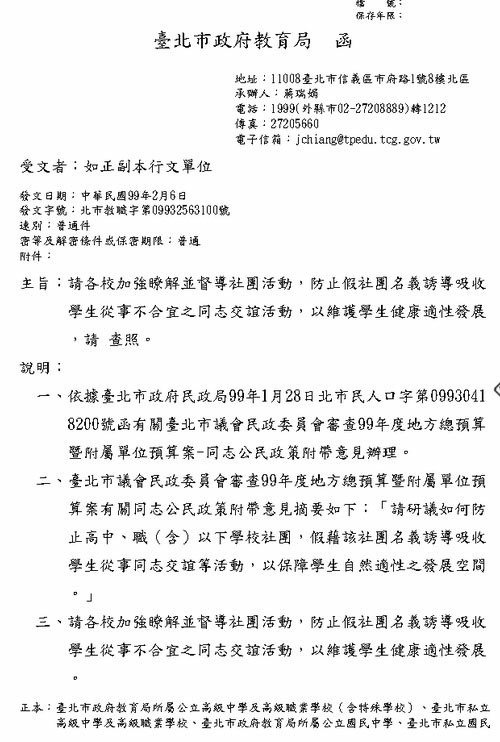 檔　　號：
保存年限：
臺北市政府教育局　函
地址：11008臺北市信義區市府路1號8樓北區
承辦人：蔣瑞娟
電話：1999(外縣市02-27208889)轉1212
傳真：27205660
電子信箱：jchiang@tpedu.tcg.gov.tw
受文者：如正副本行文單位
發文日期：中華民國99年2月6日
發文字號：北市教職字第09932563100號
速別：普通件
密等及解密條件或保密期限：普通
附件：
主旨：請各校加強瞭解並督導社團活動，防止假社團名義誘導吸收
學生從事不合宜之同志交誼活動，以維護學生健康適性發展
，請 查照。
說明：
一、依據臺北市政府民政局99年1月28日北市民人口字第0993041
8200號函有關臺北市議會民政委員會審查99年度地方總預算
暨附屬單位預算案-同志公民政策附帶意見辦理。
二、臺北市議會民政委員會審查99年度地方總預算暨附屬單位預
算案有關同志公民政策附帶意見摘要如下：「請研議如何防
止高中、職（含）以下學校社團，假藉該社團名義誘導吸收
學生從事同志交誼等活動，以保障學生自然適性之發展空間
。」
三、請各校加強瞭解並督導社團活動，防止假社團名義誘導吸收
學生從事不合宜之同志交誼活動，以維護學生健康適性發展
。
正本：臺北市政府教育局所屬公立高級中學及高級職業學校（含特殊學校）、臺北市私立
高級中學及高級職業學校、臺北市政府教育局所屬公立國民中學、臺北市私立國民